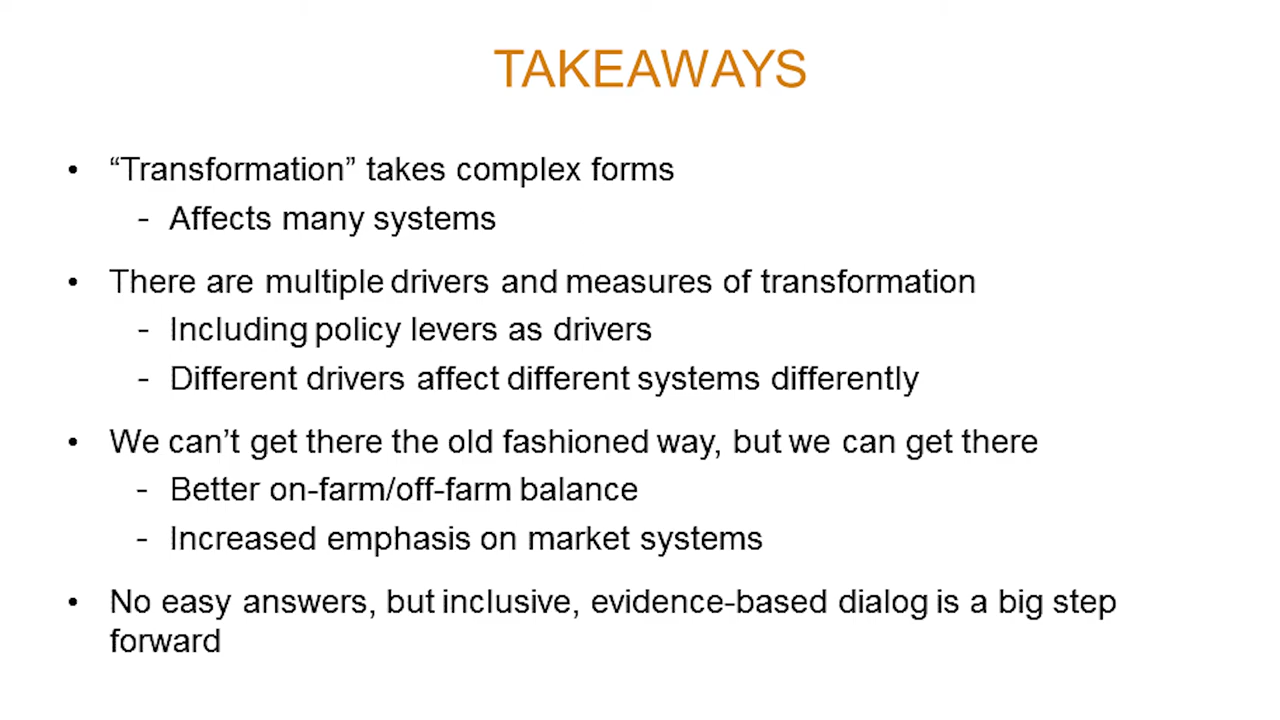 TAKEAWAYS
• “Transformation” takes complex forms
- Affects many systems
• There are multiple drivers and measures of transformation
- Including policy levers as drivers
- Different drivers affect different systems differently
• We can’t get there the old fashioned way, but we can get there
- Better on-farm/off-farm balance
- Increased emphasis on market systems
• No easy answers, but inclusive, evidence-based dialog is a big step
forward